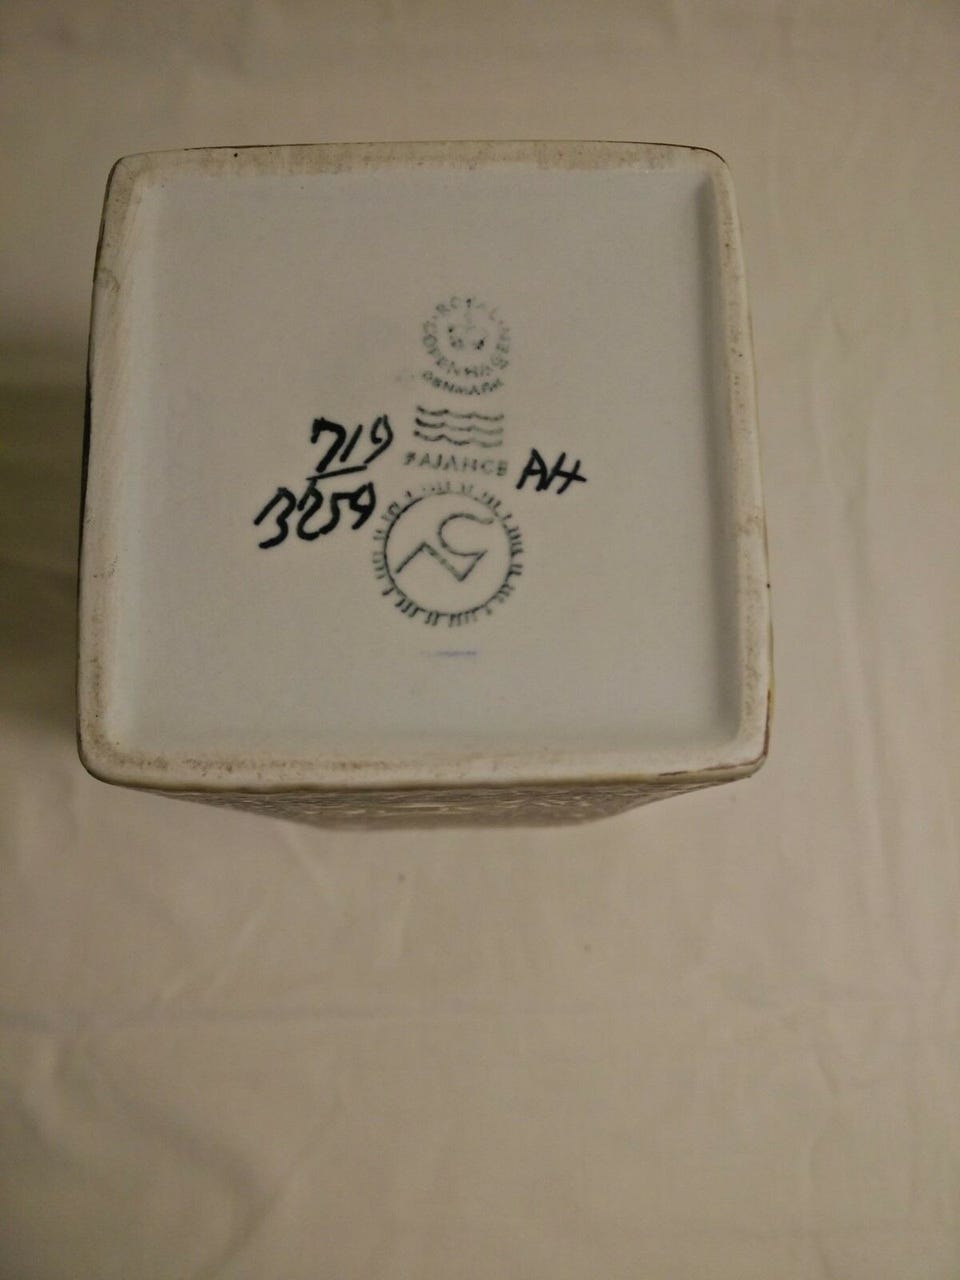 ROYAL
COPENHAGEN
DENMARK
FAJANCE
719
3259
AH